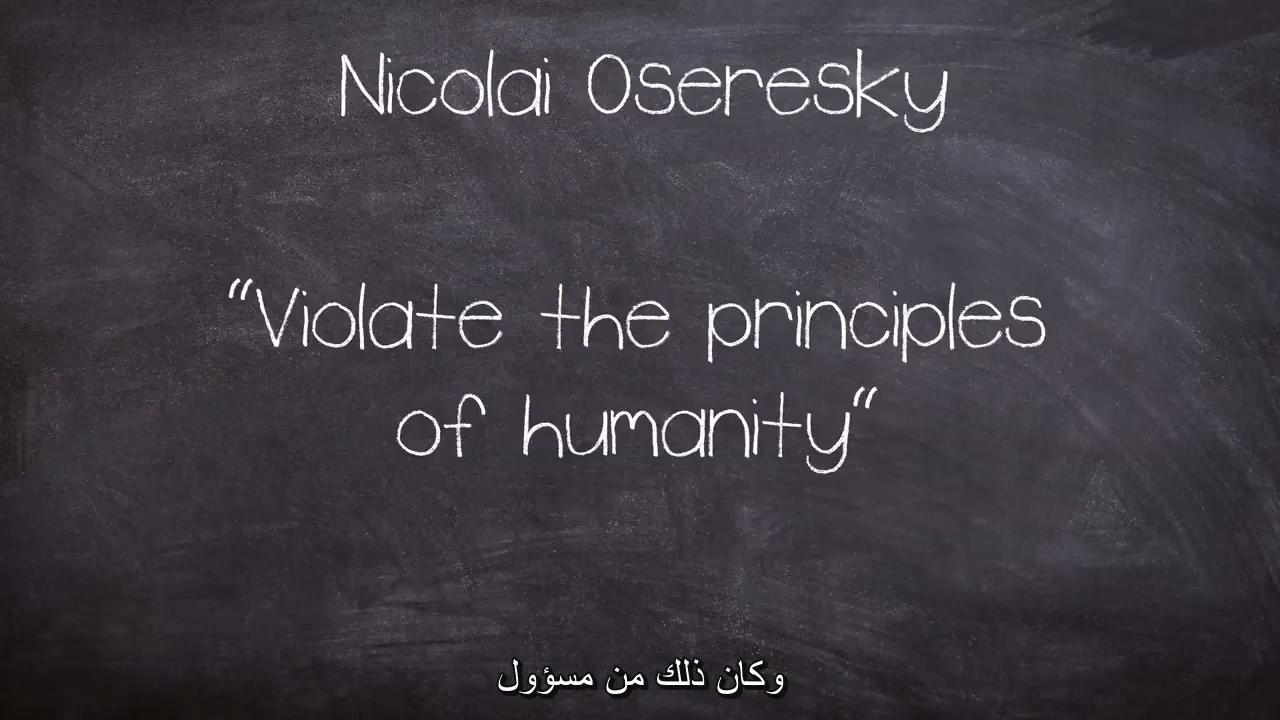 Nicolai Oseresky
“Violate the principles
of humanity“
وكان ذلك من مسؤول